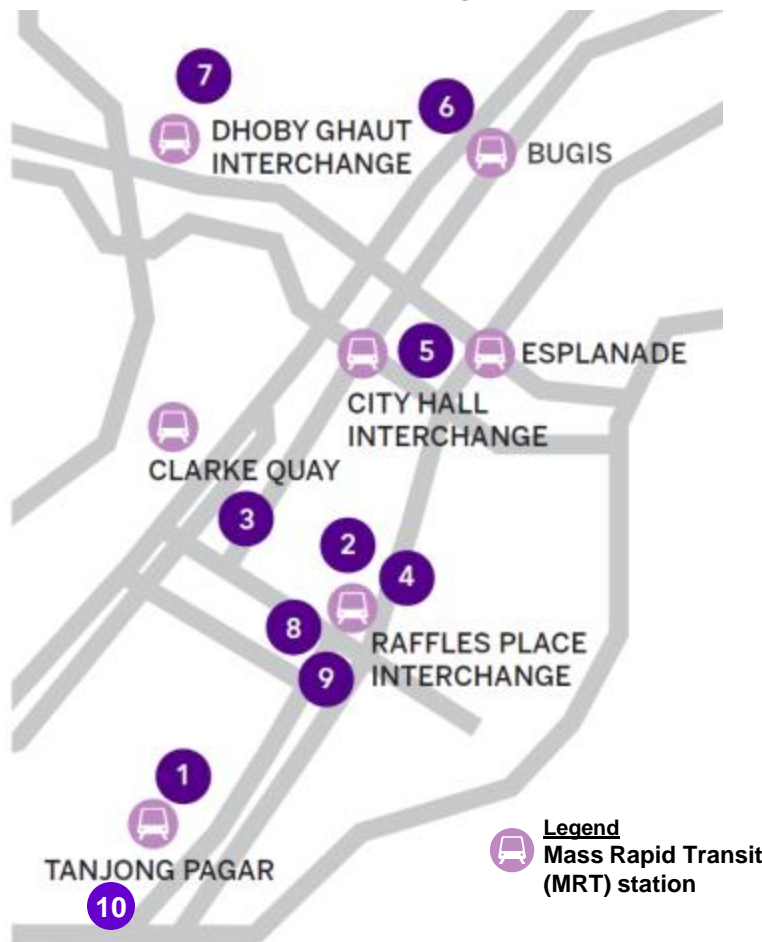 7
6
DHOBY GHAUT
INTERCHANGE
BUGIS
5
ESPLANADE
CITY HALL
INTERCHANGE
CLARKE QUAY
3
2
4
8
RAFFLES PLACE
INTERCHANGE
9
1
TANJONG PAGAR
10
Legend
Mass Rapid Transit
(MRT) station